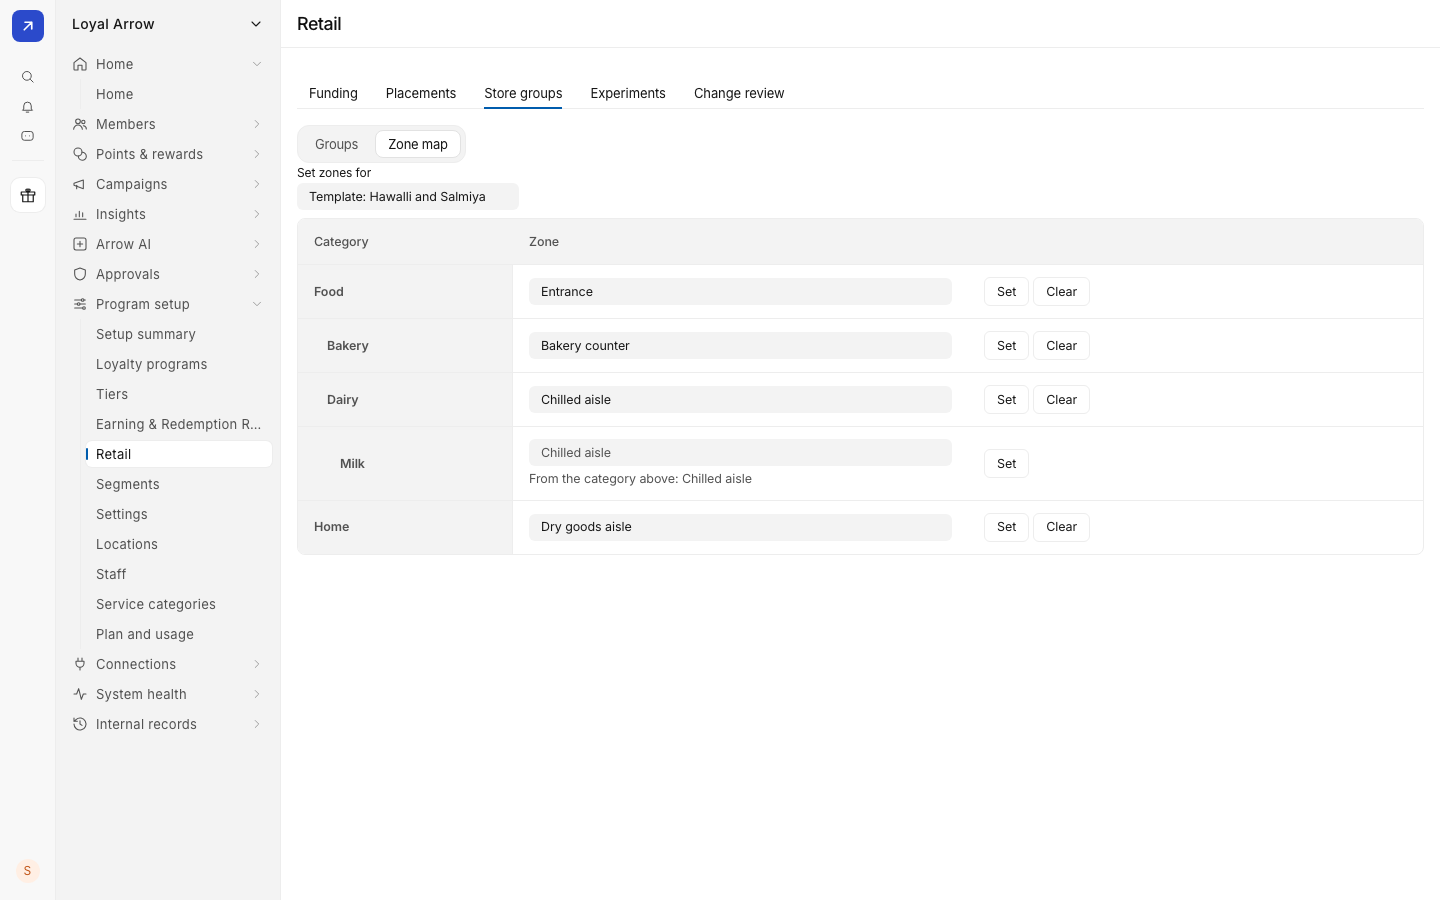 Loyal Arrow
Home
Home
Members
Points & rewards
Campaigns
Insights
Arrow AI
Approvals
Program setup
Setup summary
Loyalty programs
Tiers
Earning & Redemption R...
Retail
Segments
Settings
Locations
Staff
Service categories
Plan and usage
Connections
System health
Internal records
S
Retail
Funding Placements Store groups Experiments Change review
Groups Zone map
Set zones for
Template: Hawalli and Salmiya
Category Zone
Food Entrance Set Clear
Bakery Bakery counter Set Clear
Dairy Chilled aisle Set Clear
Milk Chilled aisle Set
From the category above: Chilled aisle
Home Dry goods aisle Set Clear